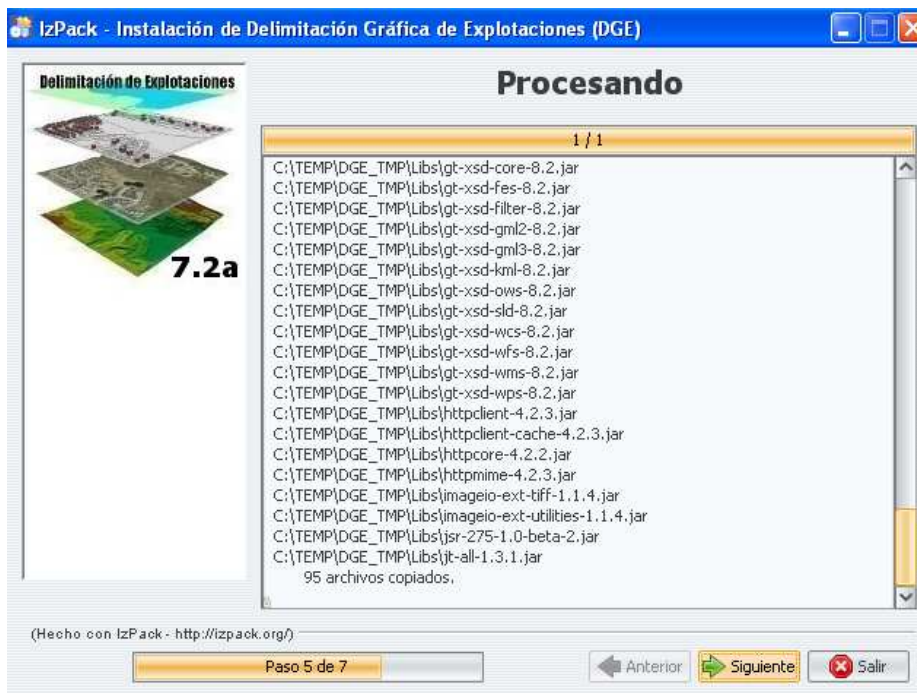 IzPack - Instalación de Delimitación Gráfica de Explotaciones (DGE)
Delimitación de Explotaciones
7.2a
Procesando
1 / 1
C:\TEMP\DGE_TMP\Libs\gt-xsd-core-8.2.jar
C:\TEMP\DGE_TMP\Libs\gt-xsd-fes-8.2.jar
C:\TEMP\DGE_TMP\Libs\gt-xsd-filter-8.2.jar
C:\TEMP\DGE_TMP\Libs\gt-xsd-gml2-8.2.jar
C:\TEMP\DGE_TMP\Libs\gt-xsd-gml3-8.2.jar
C:\TEMP\DGE_TMP\Libs\gt-xsd-kml-8.2.jar
C:\TEMP\DGE_TMP\Libs\gt-xsd-ows-8.2.jar
C:\TEMP\DGE_TMP\Libs\gt-xsd-sld-8.2.jar
C:\TEMP\DGE_TMP\Libs\gt-xsd-wcs-8.2.jar
C:\TEMP\DGE_TMP\Libs\gt-xsd-wfs-8.2.jar
C:\TEMP\DGE_TMP\Libs\gt-xsd-wms-8.2.jar
C:\TEMP\DGE_TMP\Libs\gt-xsd-wps-8.2.jar
C:\TEMP\DGE_TMP\Libs\httpclient-4.2.3.jar
C:\TEMP\DGE_TMP\Libs\httpclient-cache-4.2.3.jar
C:\TEMP\DGE_TMP\Libs\httpcore-4.2.2.jar
C:\TEMP\DGE_TMP\Libs\httpmime-4.2.3.jar
C:\TEMP\DGE_TMP\Libs\imageio-ext-tiff-1.1.4.jar
C:\TEMP\DGE_TMP\Libs\imageio-ext-utilities-1.1.4.jar
C:\TEMP\DGE_TMP\Libs\jsr-275-1.0-beta-2.jar
C:\TEMP\DGE_TMP\Libs\jt-all-1.3.1.jar
95 archivos copiados.
(Hecho con IzPack - http://izpack.org/)
Paso 5 de 7
Anterior
Siguiente
Salir